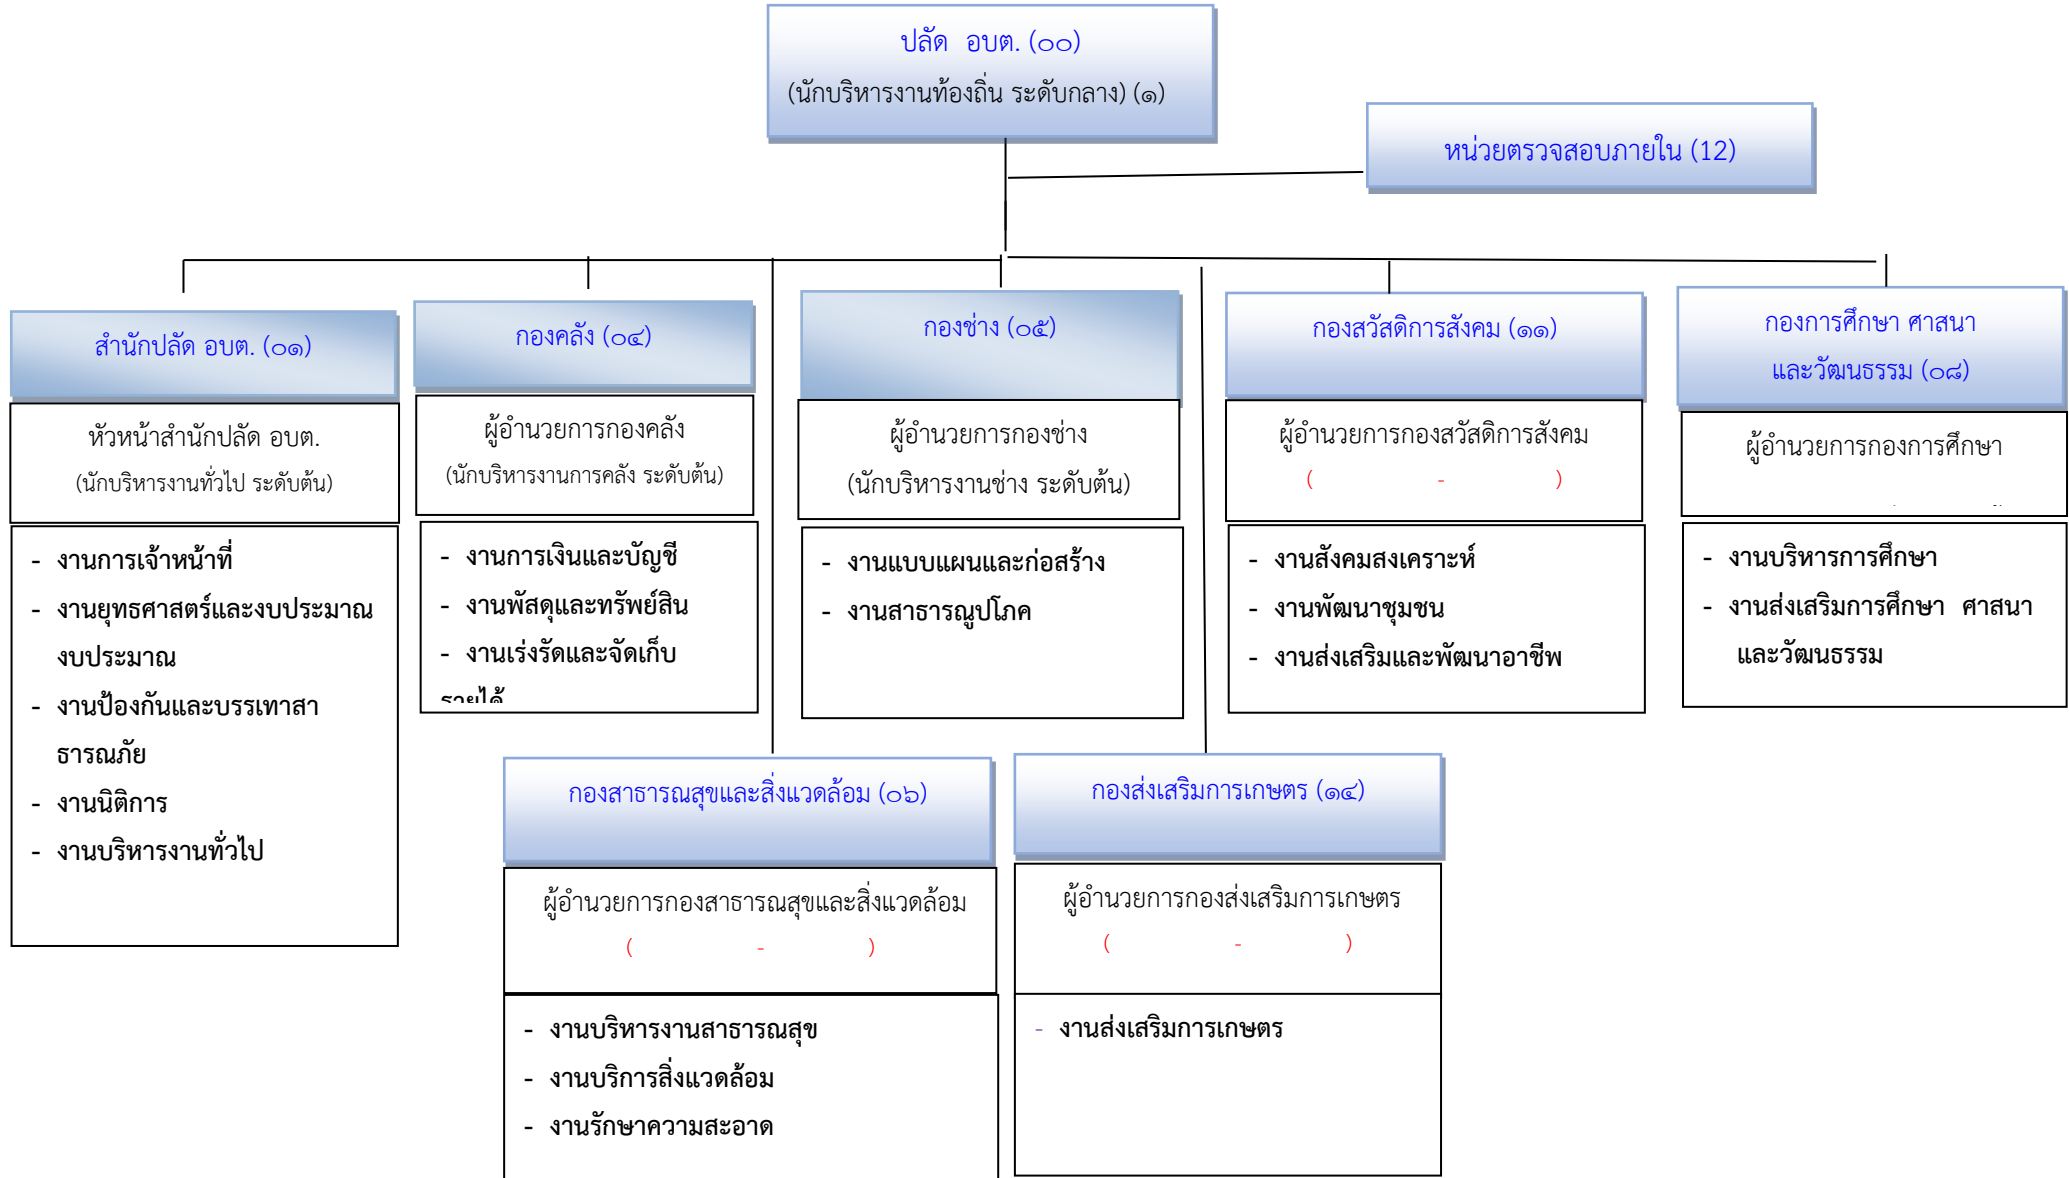 ปลัด อบต. (๐๐)
(นักบริหารงานท้องถิ่น ระดับกลาง) (๑)
หน่วยตรวจสอบภายใน (12)
สำนักปลัด อบต. (๐๑)
หัวหน้าสำนักปลัด อบต.
(นักบริหารงานทั่วไป ระดับต้น)
- งานการเจ้าหน้าที่
- งานยุทธศาสตร์และงบประมาณ
งบประมาณ
- งานป้องกันและบรรเทาสา
ธารณภัย
- งานนิติการ
- งานบริหารงานทั่วไป
กองคลัง (๐๔)
ผู้อำนวยการกองคลัง
(นักบริหารงานการคลัง ระดับต้น)
- งานการเงินและบัญชี
- งานพัสดุและทรัพย์สิน
- งานเร่งรัดและจัดเก็บ
รายได้
กองช่าง (๐๕)
ผู้อำนวยการกองช่าง
(นักบริหารงานช่าง ระดับต้น)
- งานแบบแผนและก่อสร้าง
- งานสาธารณูปโภค
กองสวัสดิการสังคม (๑๑)
ผู้อำนวยการกองสวัสดิการสังคม
( - )
- งานสังคมสงเคราะห์
- งานพัฒนาชุมชน
- งานส่งเสริมและพัฒนาอาชีพ
กองการศึกษา ศาสนา
และวัฒนธรรม (๐๘)
ผู้อำนวยการกองการศึกษา
- งานบริหารการศึกษา
- งานส่งเสริมการศึกษา ศาสนา
และวัฒนธรรม
กองสาธารณสุขและสิ่งแวดล้อม (๐๖)
ผู้อำนวยการกองสาธารณสุขและสิ่งแวดล้อม
( - )
- งานบริหารงานสาธารณสุข
- งานบริการสิ่งแวดล้อม
- งานรักษาความสะอาด
กองส่งเสริมการเกษตร (๑๔)
ผู้อำนวยการกองส่งเสริมการเกษตร
( - )
- งานส่งเสริมการเกษตร